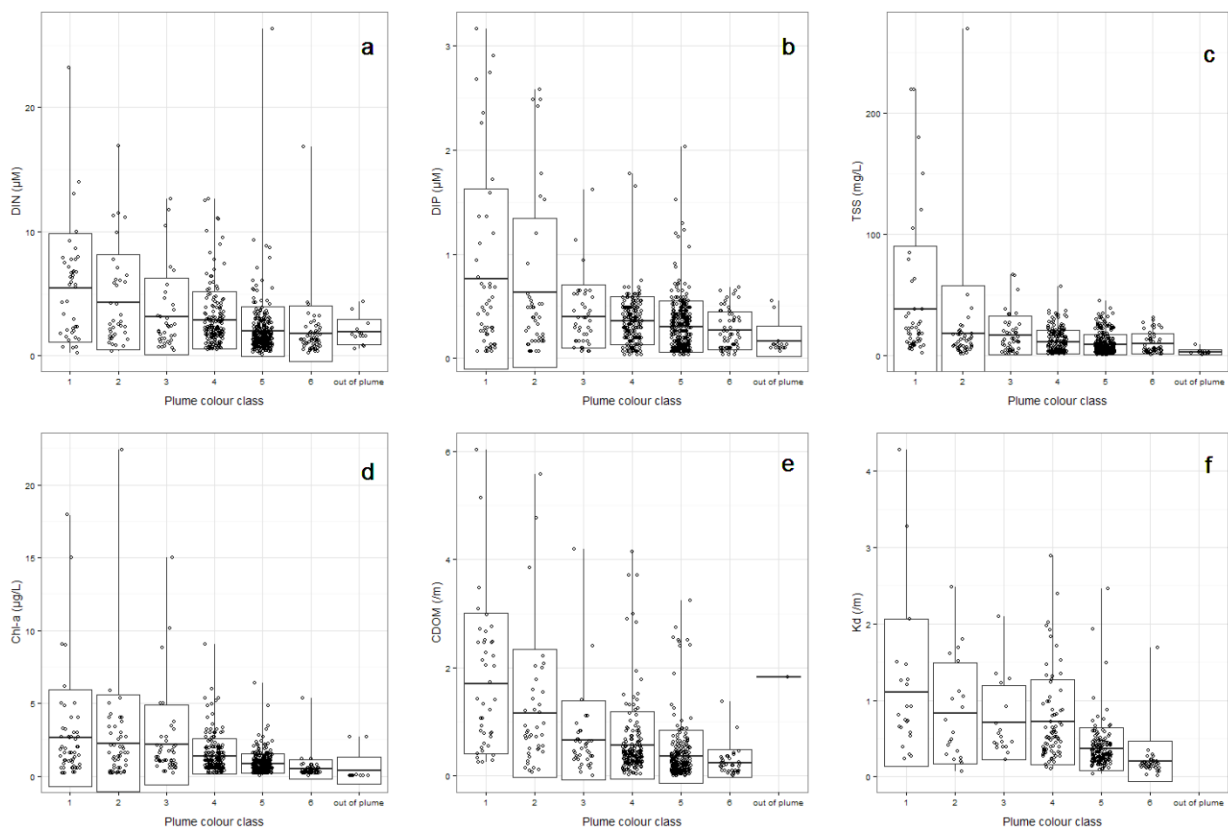 a
DIN (µM)
20
10
0
1 2 3 4 5 6 out of plume
Plume colour class
b
DIP (µM)
3
2
1
0
1 2 3 4 5 6 out of plume
Plume colour class
c
TSS (mg/L)
200
100
0
1 2 3 4 5 6 out of plume
Plume colour class
d
Chl-a (µg/L)
20
15
10
5
0
1 2 3 4 5 6 out of plume
Plume colour class
e
CDOM (/m)
6
4
2
0
1 2 3 4 5 6 out of plume
Plume colour class
f
Kd (/m)
4
3
2
1
0
1 2 3 4 5 6 out of plume
Plume colour class